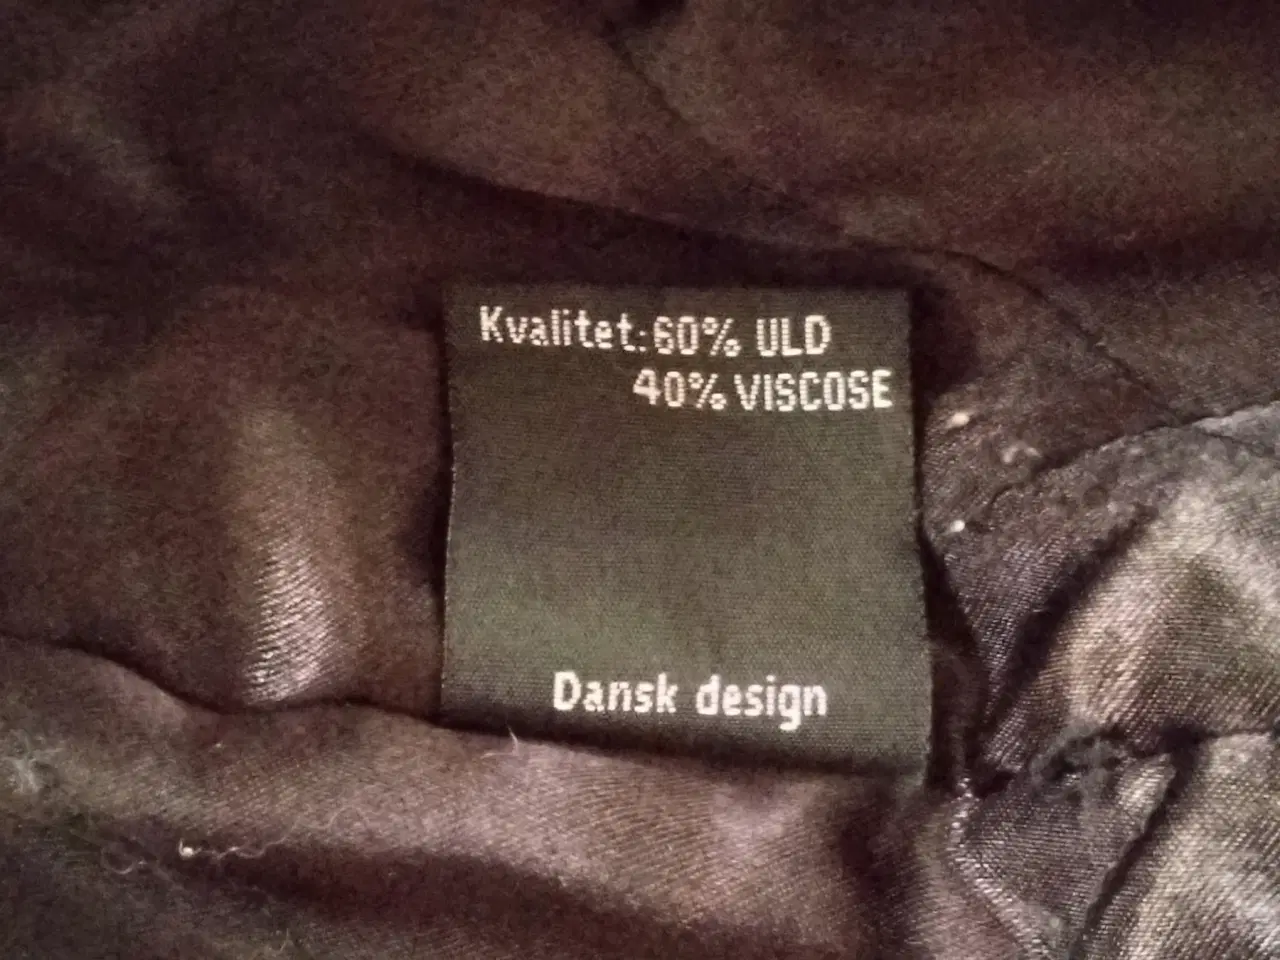 Kvalitet:60% ULD
40% VISCOSE
Dansk design